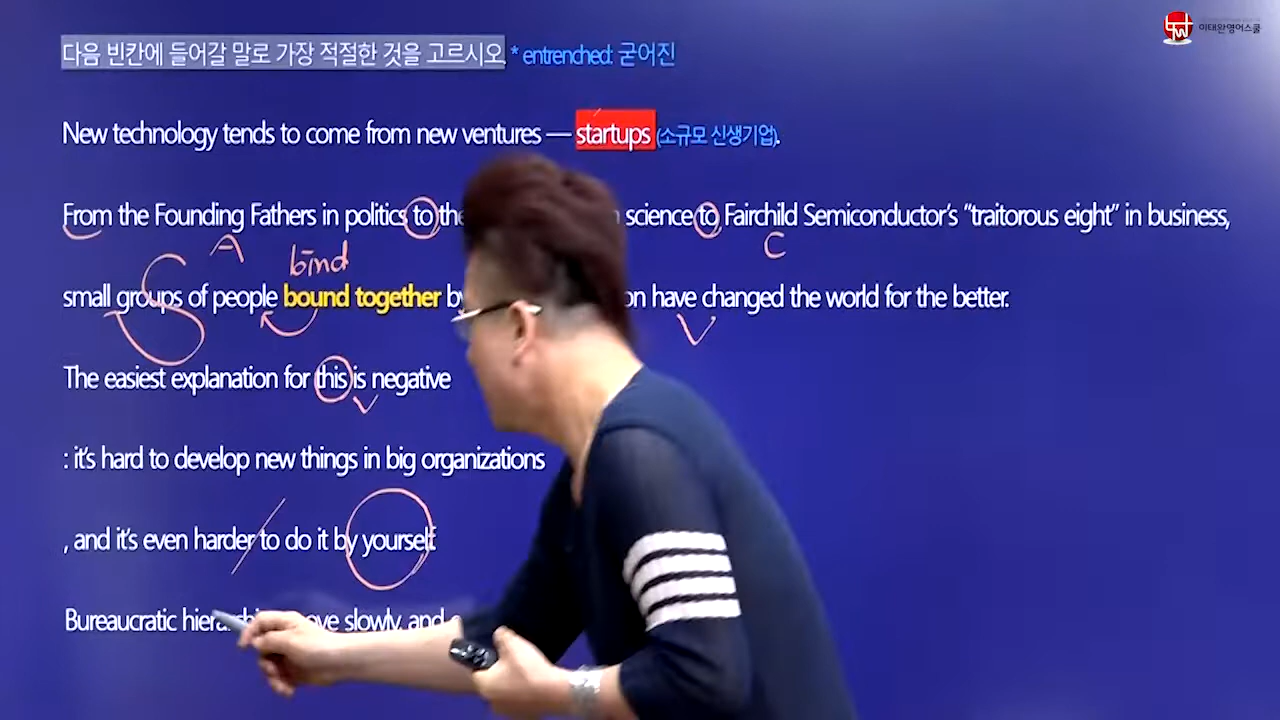 이태완영어스쿨
다음 빈칸에 들어갈 말로 가장 적절한 것을 고르시오. * entrenched: 굳어진
New technology tends to come from new ventures — startups (소규모 신생기업).
From the Founding Fathers in politics to the science to Fairchild Semiconductor's "traitorous eight" in business,
A bind C
small groups of people bound together by on have changed the world for the better.
S
The easiest explanation for this is negative
: it's hard to develop new things in big organizations
, and it's even harder to do it by yourself.
Bureaucratic slowly, and